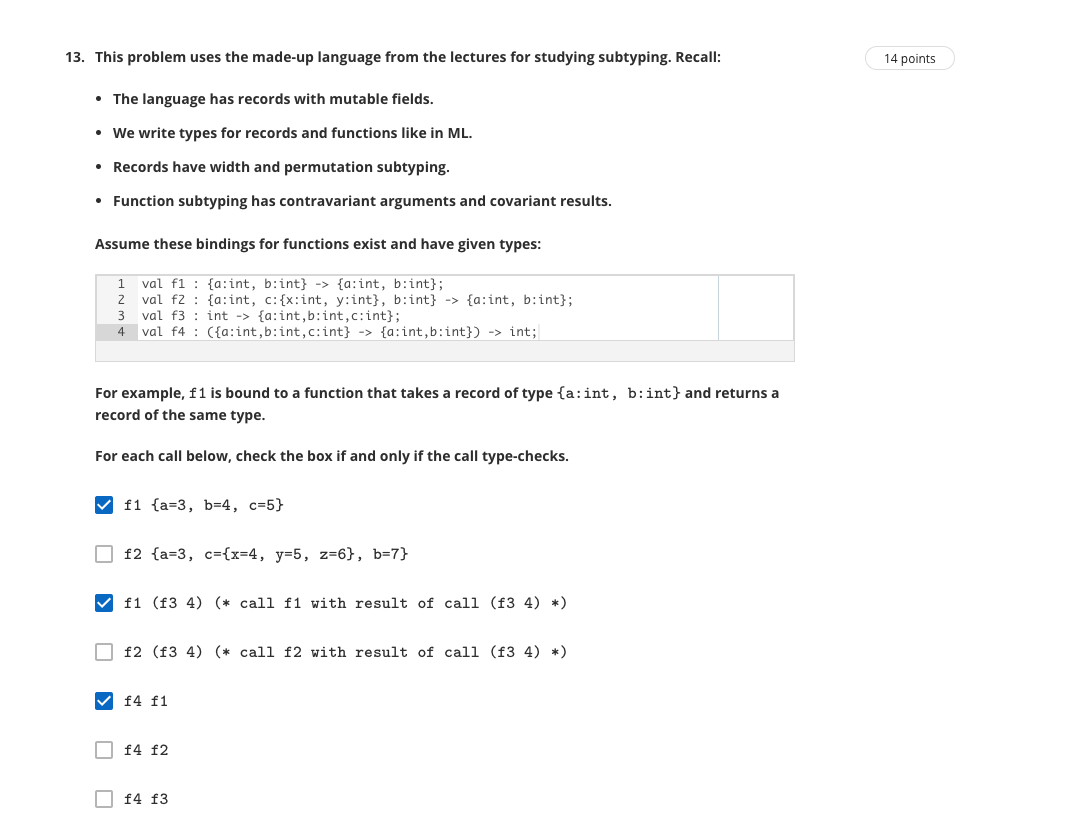 13. This problem uses the made-up language from the lectures for studying subtyping. Recall:
14 points
• The language has records with mutable fields.
• We write types for records and functions like in ML.
• Records have width and permutation subtyping.
• Function subtyping has contravariant arguments and covariant results.
Assume these bindings for functions exist and have given types:
1 val f1 : {a:int, b:int} -> {a:int, b:int};
2 val f2 : {a:int, c:{x:int, y:int}, b:int} -> {a:int, b:int};
3 val f3 : int -> {a:int,b:int,c:int};
4 val f4 : ({a:int,b:int,c:int} -> {a:int,b:int}) -> int;
For example, f1 is bound to a function that takes a record of type {a:int, b:int} and returns a
record of the same type.
For each call below, check the box if and only if the call type-checks.
f1 {a=3, b=4, c=5}
f2 {a=3, c={x=4, y=5, z=6}, b=7}
f1 (f3 4) (* call f1 with result of call (f3 4) *)
f2 (f3 4) (* call f2 with result of call (f3 4) *)
f4 f1
f4 f2
f4 f3